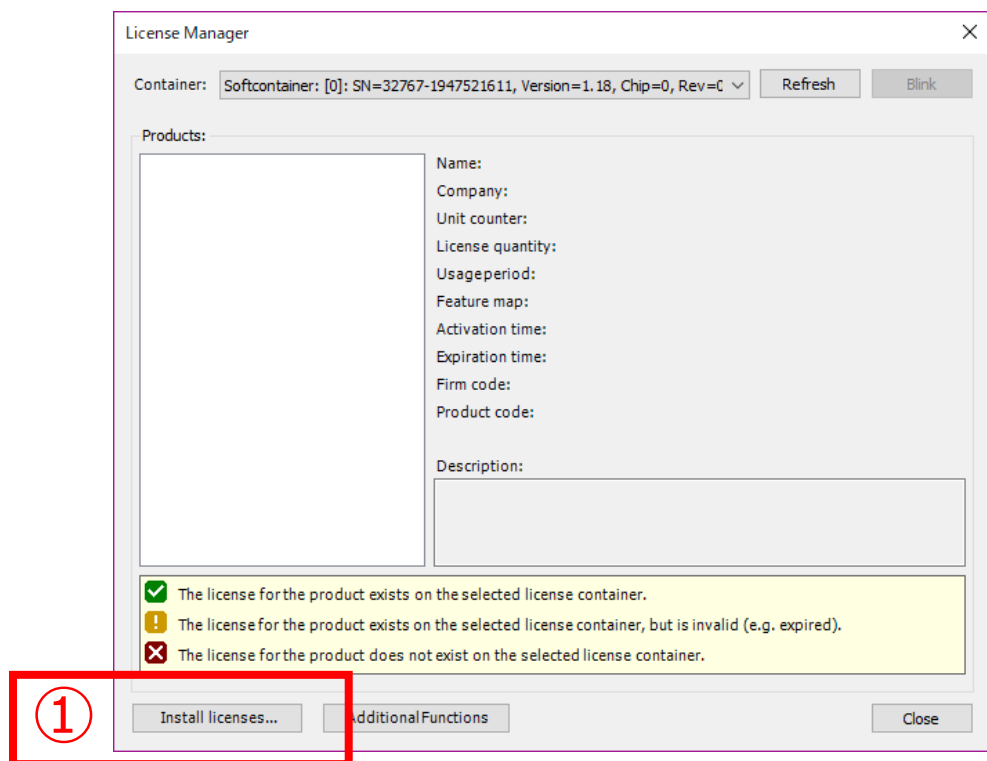 License Manager
Container: Softcontainer: [0]: SN=32767-1947521611, Version=1.18, Chip=0, Rev=0 Refresh Blink
Products:
Name:
Company:
Unit counter:
License quantity:
Usageperiod:
Feature map:
Activation time:
Expiration time:
Firm code:
Product code:
Description:
The license for the product exists on the selected license container.
The license for the product exists on the selected license container, but is invalid (e.g. expired).
The license for the product does not exist on the selected license container.
① Install licenses... Additional Functions Close